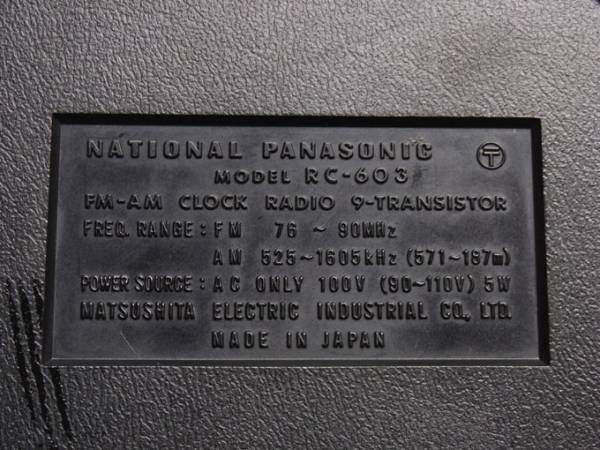 NATIONAL PANASONIC
T
MODEL RC-603
FM-AM CLOCK RADIO 9-TRANSISTOR
FREQ. RANGE: FM 76 ~ 90MHz
AM 525~1605kHz (571~187m)
POWER SOURCE: AC ONLY 100V (90~110V) 5W
MATSUSHITA ELECTRIC INDUSTRIAL CO., LTD.
MADE IN JAPAN